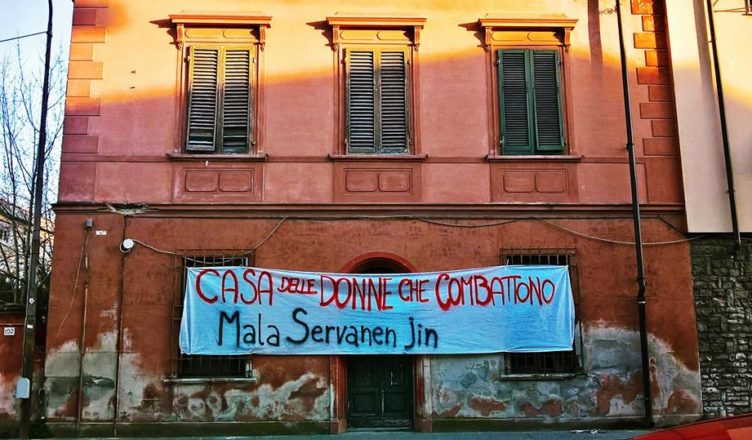 CASA DELLE DONNE CHE COMBATTONO
Mala Servanen Jin